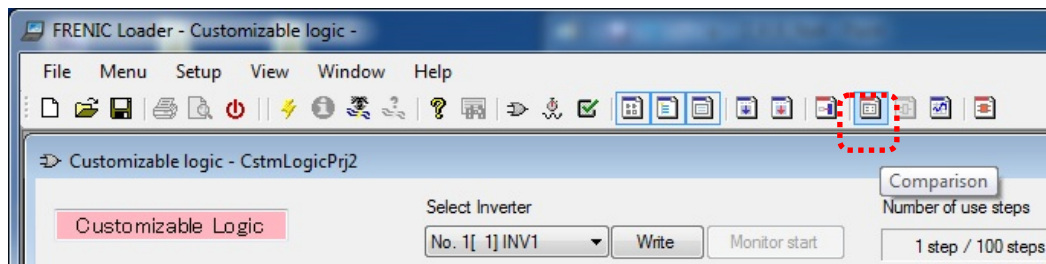 FRENIC Loader - Customizable logic -
File Menu Setup View Window Help
Customizable logic - CstmLogicPrj2
Comparison
Customizable Logic
Select Inverter
Number of use steps
No. 1[ 1] INV1
Write
Monitor start
1 step / 100 steps